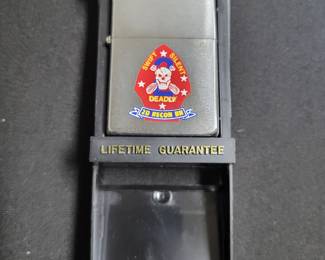 SWIFT SILENT
DEADLY
2D RECON BN
LIFETIME GUARANTEE